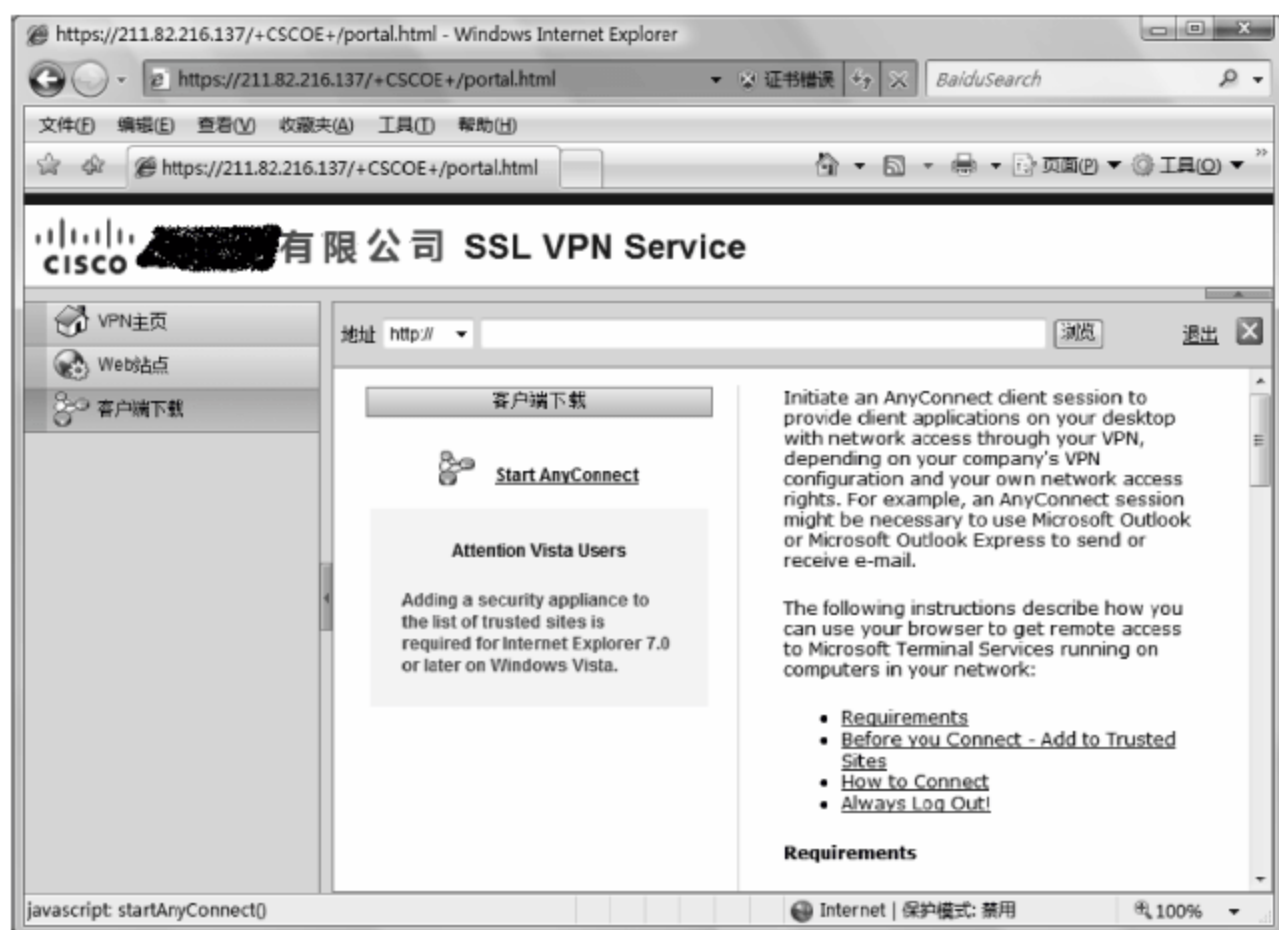 https://211.82.216.137/+CSCOE+/portal.html - Windows Internet Explorer
https://211.82.216.137/+CSCOE+/portal.html 证书错误 BaiduSearch
文件(F) 编辑(E) 查看(V) 收藏夹(A) 工具(T) 帮助(H)
https://211.82.216.137/+CSCOE+/portal.html 页面(P) 工具(O)
CISCO 有限公司 SSL VPN Service
VPN主页
Web站点
客户端下载
地址 http:// 浏览 退出
客户端下载
Start AnyConnect
Attention Vista Users
Adding a security appliance to
the list of trusted sites is
required for Internet Explorer 7.0
or later on Windows Vista.
Initiate an AnyConnect client session to
provide client applications on your desktop
with network access through your VPN,
depending on your company's VPN
configuration and your own network access
rights. For example, an AnyConnect session
might be necessary to use Microsoft Outlook
or Microsoft Outlook Express to send or
receive e-mail.
The following instructions describe how you
can use your browser to get remote access
to Microsoft Terminal Services running on
computers in your network:
• Requirements
• Before you Connect - Add to Trusted
Sites
• How to Connect
• Always Log Out!
Requirements
javascript: startAnyConnect() Internet | 保护模式: 禁用 100%